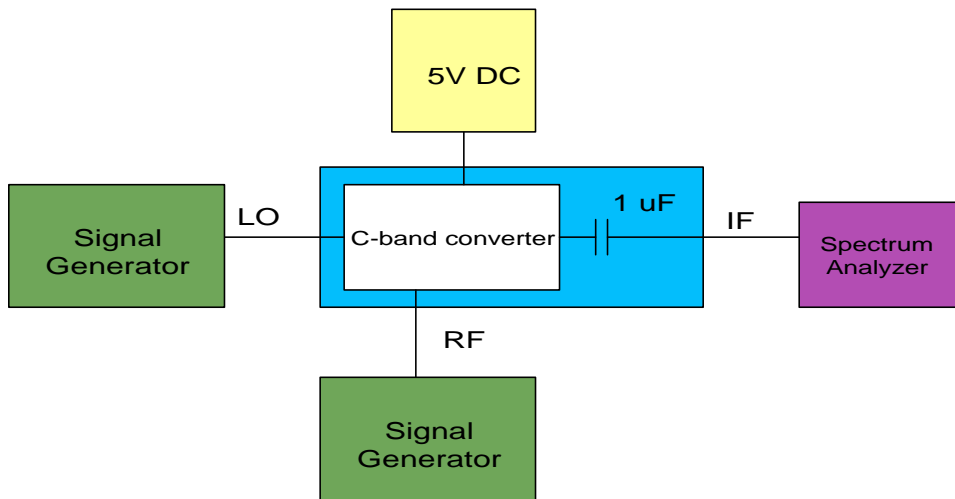 5V DC
LO
Signal
Generator
C-band converter
1 uF
IF
Spectrum
Analyzer
RF
Signal
Generator